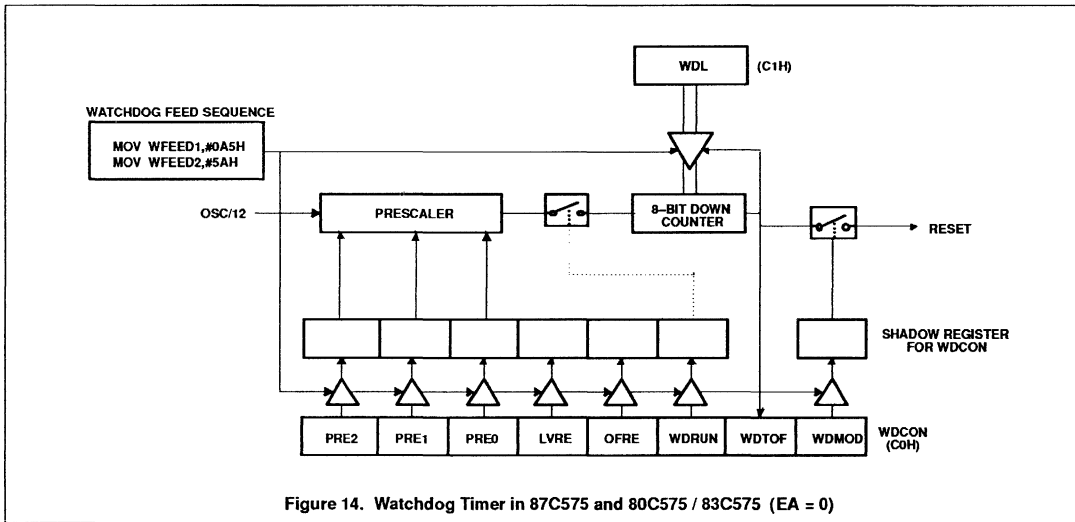 WDL
(C1H)
WATCHDOG FEED SEQUENCE
MOV WFEED1,#0A5H
MOV WFEED2,#5AH
OSC/12
PRESCALER
8–BIT DOWN
COUNTER
RESET
SHADOW REGISTER
FOR WDCON
PRE2
PRE1
PRE0
LVRE
OFRE
WDRUN
WDTOF
WDMOD
WDCON
(C0H)
Figure 14. Watchdog Timer in 87C575 and 80C575 / 83C575 (EA = 0)